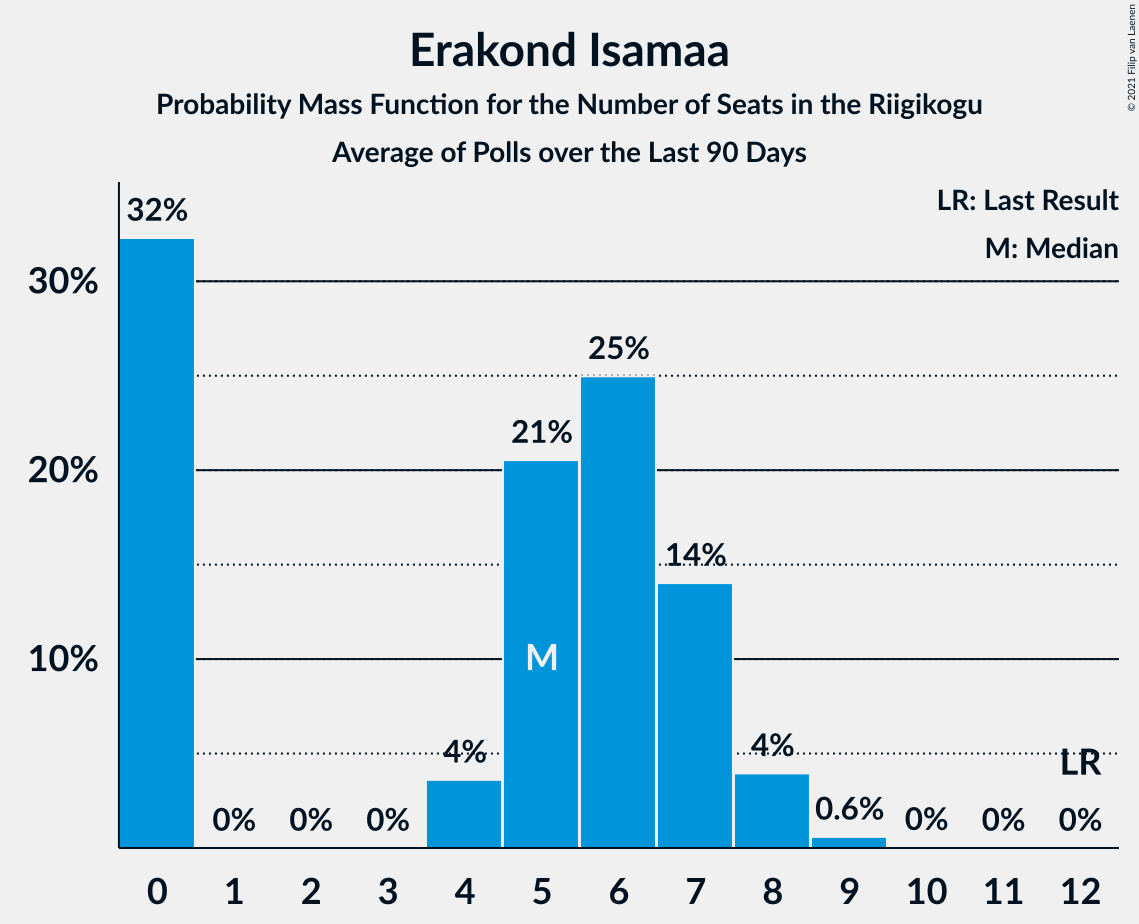 Erakond Isamaa
Probability Mass Function for the Number of Seats in the Riigikogu
Average of Polls over the Last 90 Days
© 2021 Filip van Laenen
LR: Last Result
M: Median
32%
30%
25%
21%
20%
14%
10%
M
4%
4%
LR
0%
0%
0%
0.6%
0%
0%
0%
0 1 2 3 4 5 6 7 8 9 10 11 12